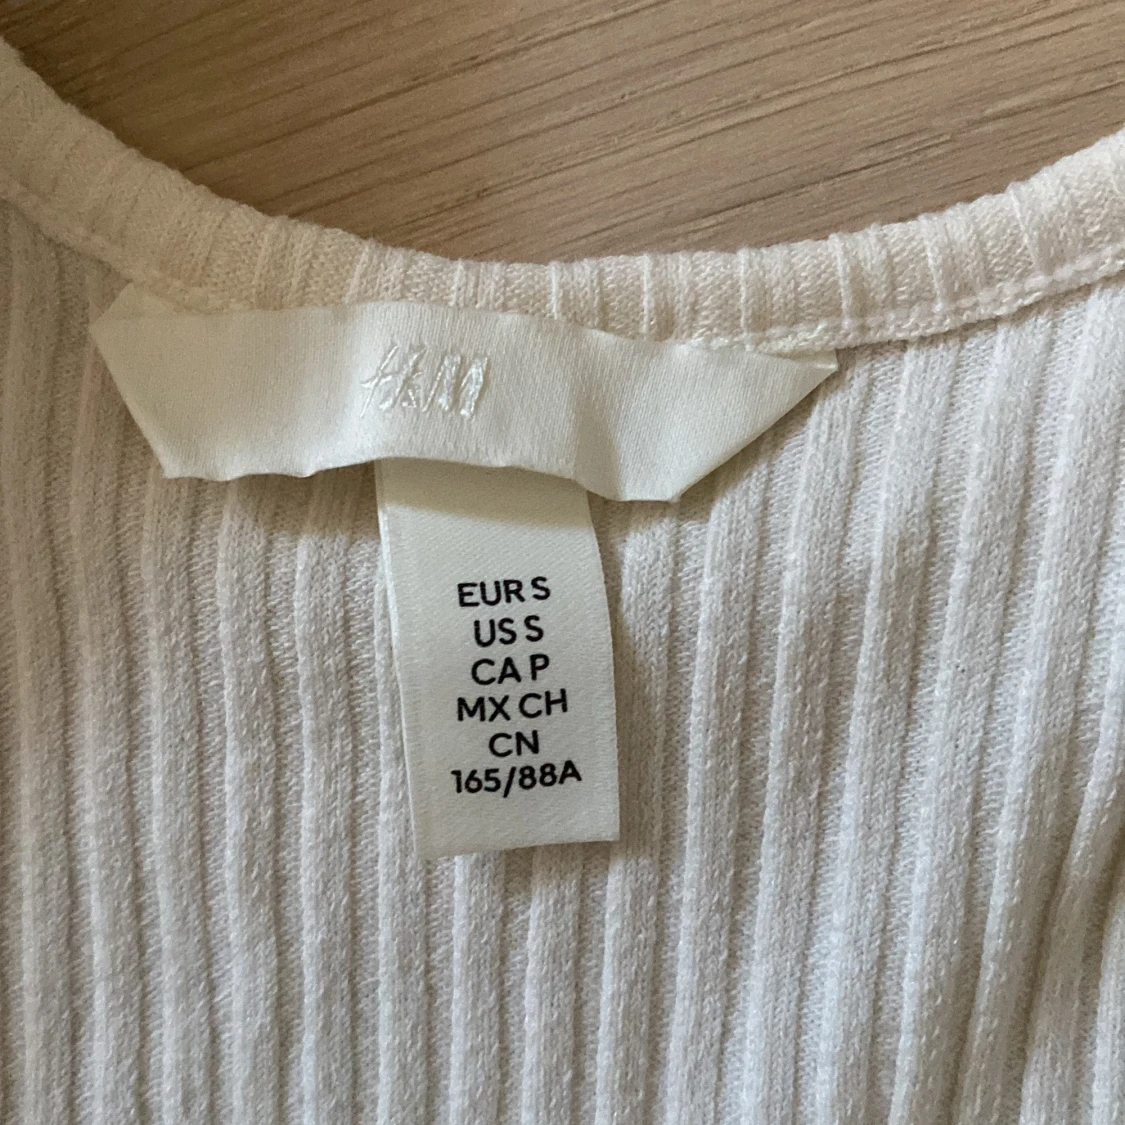 H&M
EUR S
US S
CA P
MX CH
CN
165/88A